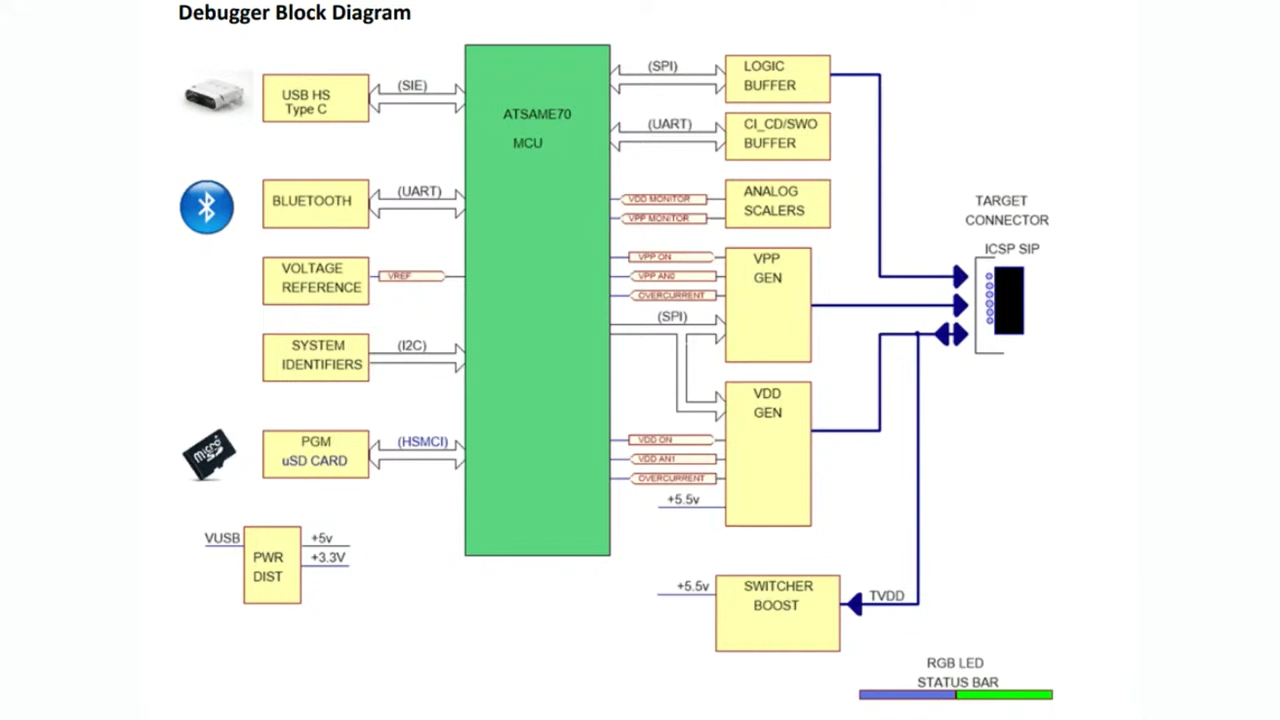 Debugger Block Diagram
USB HS
Type C
(SIE)
ATSAME70
MCU
(SPI)
LOGIC
BUFFER
(UART)
CI_CD/SWO
BUFFER
BLUETOOTH
(UART)
VDD MONITOR
VPP MONITOR
ANALOG
SCALERS
TARGET
CONNECTOR
ICSP SIP
VOLTAGE
REFERENCE
VREF
VPP ON
VPP AN0
OVERCURRENT
(SPI)
VPP
GEN
SYSTEM
IDENTIFIERS
(I2C)
VDD
GEN
PGM
uSD CARD
(HSMCI)
micro
SD
VDD ON
VDD AN1
OVERCURRENT
+5.5v
VUSB
PWR
DIST
+5v
+3.3V
+5.5v
SWITCHER
BOOST
TVDD
RGB LED
STATUS BAR